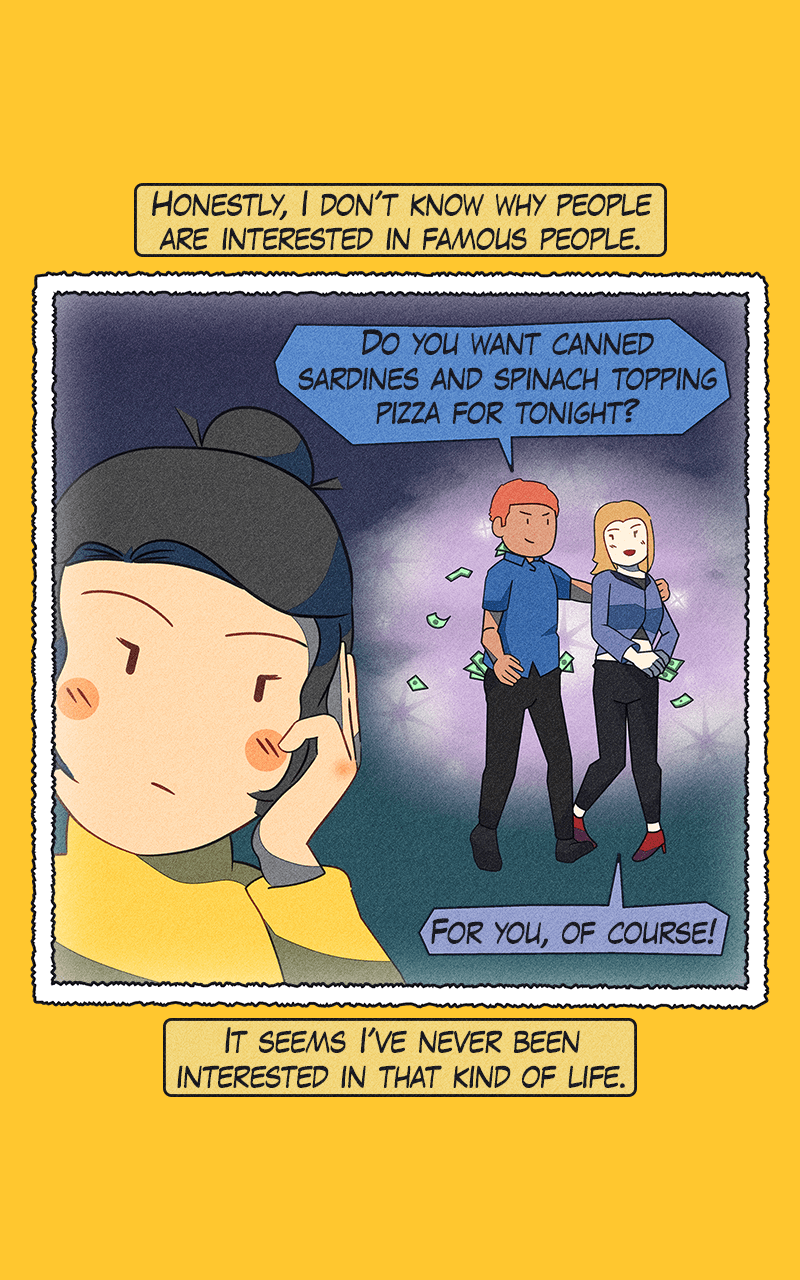 Honestly, I don't know why people
are interested in famous people.
Do you want canned
sardines and spinach topping
pizza for tonight?
For you, of course!
It seems I've never been
interested in that kind of life.